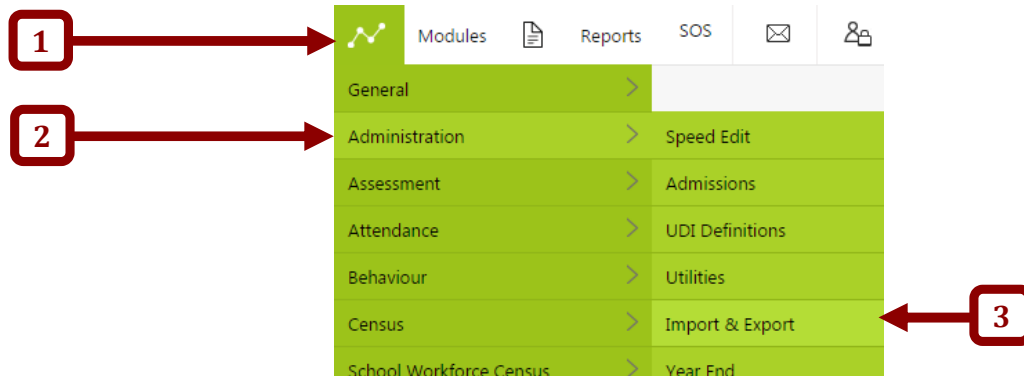 1
Modules
Reports
SOS
General
2
Administration
Speed Edit
Assessment
Admissions
Attendance
UDI Definitions
Behaviour
Utilities
Census
Import & Export
3
School Workforce Census
Year End